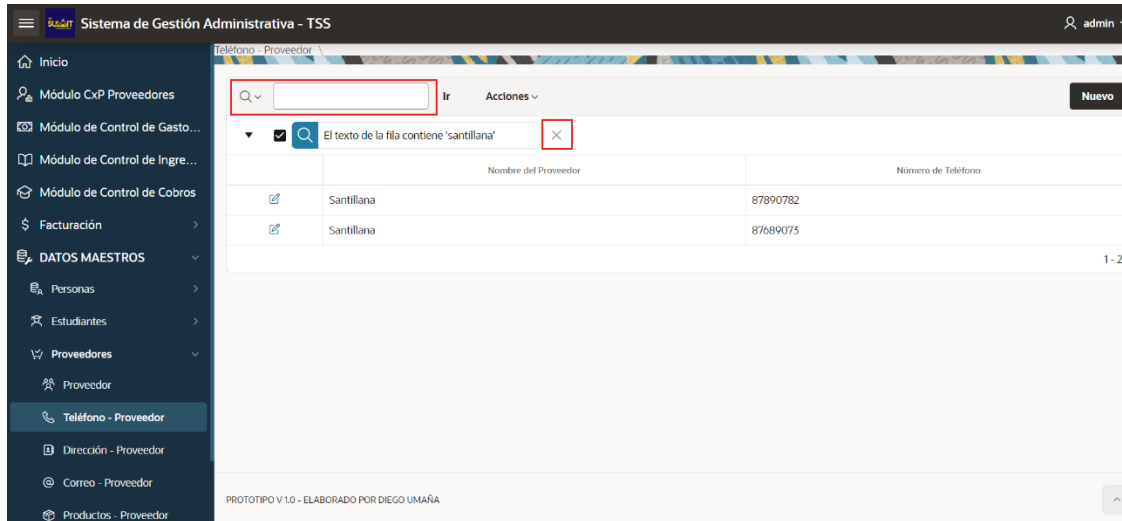 SUMMIT Sistema de Gestión Administrativa - TSS
admin
Inicio
Módulo CxP Proveedores
Módulo de Control de Gasto...
Módulo de Control de Ingre...
Módulo de Control de Cobros
Facturación
DATOS MAESTROS
Personas
Estudiantes
Proveedores
Proveedor
Teléfono - Proveedor
Dirección - Proveedor
Correo - Proveedor
Productos - Proveedor
Teléfono - Proveedor \
Ir
Acciones
Nuevo
El texto de la fila contiene 'santillana'
Nombre del Proveedor
Número de Teléfono
Santillana
87890782
Santillana
87689073
1 - 2
PROTOTIPO V 1.0 - ELABORADO POR DIEGO UMAÑA